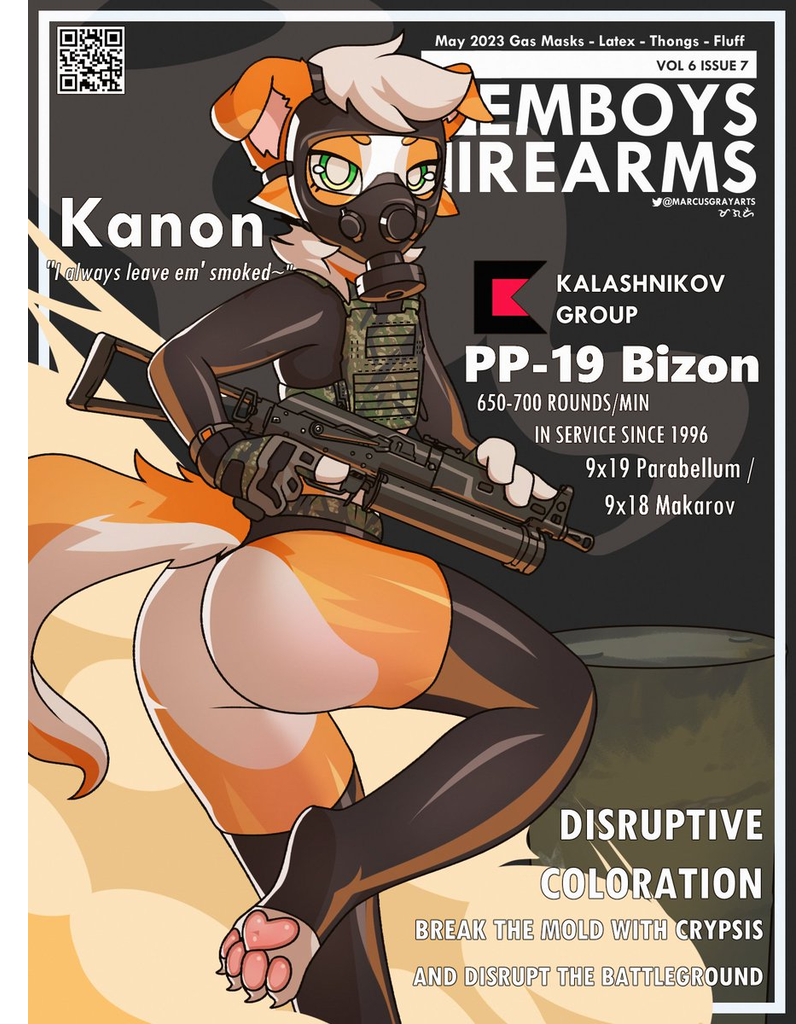 May 2023 Gas Masks - Latex - Thongs - Fluff
VOL 6 ISSUE 7
EMBOYS
IREARMS
@MARCUSGRAYARTS
Kanon
"I always leave em' smoked~"
KALASHNIKOV
GROUP
PP-19 Bizon
650-700 ROUNDS/MIN
IN SERVICE SINCE 1996
9x19 Parabellum /
9x18 Makarov
DISRUPTIVE
COLORATION
BREAK THE MOLD WITH CRYPSIS
AND DISRUPT THE BATTLEGROUND